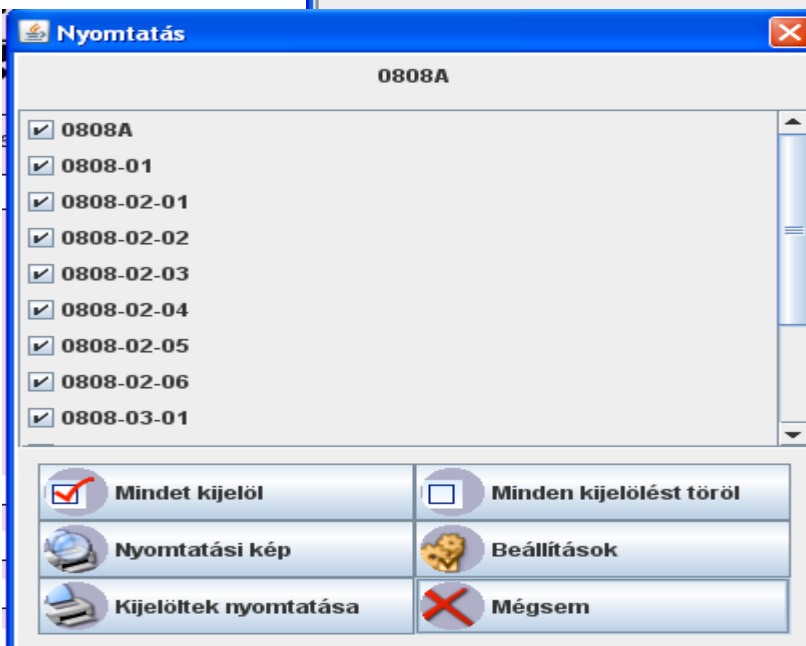 Nyomtatás
0808A
0808A
0808-01
0808-02-01
0808-02-02
0808-02-03
0808-02-04
0808-02-05
0808-02-06
0808-03-01
Mindet kijelöl
Minden kijelölést töröl
Nyomtatási kép
Beállítások
Kijelöltek nyomtatása
Mégsem